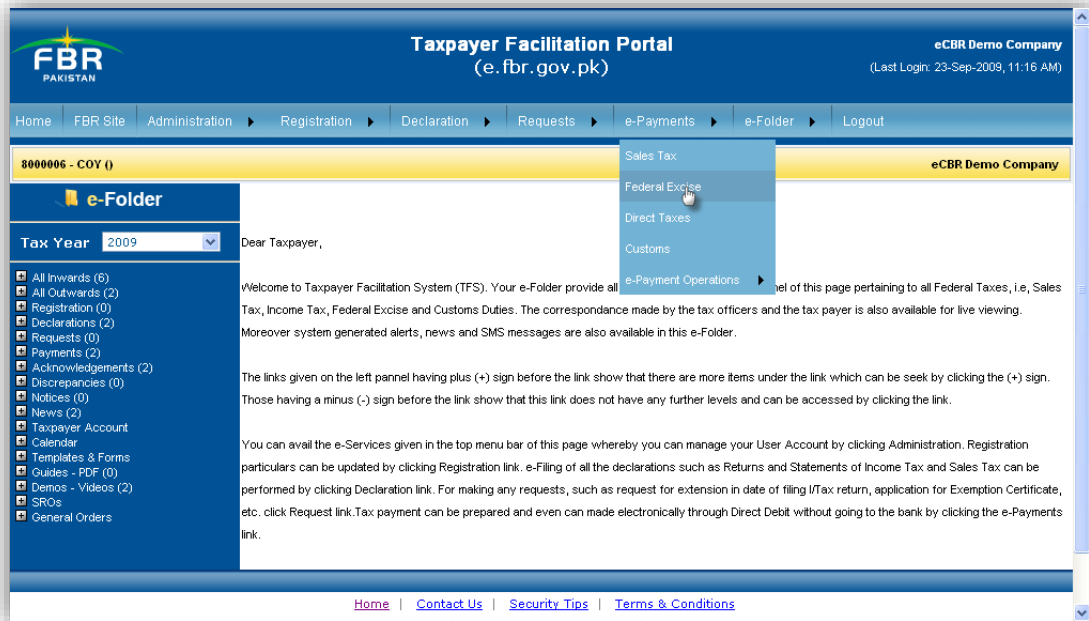 FBR
PAKISTAN
Taxpayer Facilitation Portal
(e.fbr.gov.pk)
eCBR Demo Company
(Last Login: 23-Sep-2009, 11:16 AM)
Home FBR Site Administration Registration Declaration Requests e-Payments e-Folder Logout
8000006 - COY ()
eCBR Demo Company
Sales Tax
Federal Excise
Direct Taxes
Customs
e-Payment Operations
e-Folder
Tax Year 2009
All Inwards (6)
All Outwards (2)
Registration (0)
Declarations (2)
Requests (0)
Payments (2)
Acknowledgements (2)
Discrepancies (0)
Notices (0)
News (2)
Taxpayer Account
Calendar
Templates & Forms
Guides - PDF (0)
Demos - Videos (2)
SROs
General Orders
Dear Taxpayer,
Welcome to Taxpayer Facilitation System (TFS). Your e-Folder provide all nel of this page pertaining to all Federal Taxes, i.e, Sales
Tax, Income Tax, Federal Excise and Customs Duties. The correspondance made by the tax officers and the tax payer is also available for live viewing.
Moreover system generated alerts, news and SMS messages are also available in this e-Folder.
The links given on the left pannel having plus (+) sign before the link show that there are more items under the link which can be seek by clicking the (+) sign.
Those having a minus (-) sign before the link show that this link does not have any further levels and can be accessed by clicking the link.
You can avail the e-Services given in the top menu bar of this page whereby you can manage your User Account by clicking Administration. Registration
particulars can be updated by clicking Registration link. e-Filing of all the declarations such as Returns and Statements of Income Tax and Sales Tax can be
performed by clicking Declaration link. For making any requests, such as request for extension in date of filing I/Tax return, application for Exemption Certificate,
etc. click Request link.Tax payment can be prepared and even can made electronically through Direct Debit without going to the bank by clicking the e-Payments
link.
Home | Contact Us | Security Tips | Terms & Conditions